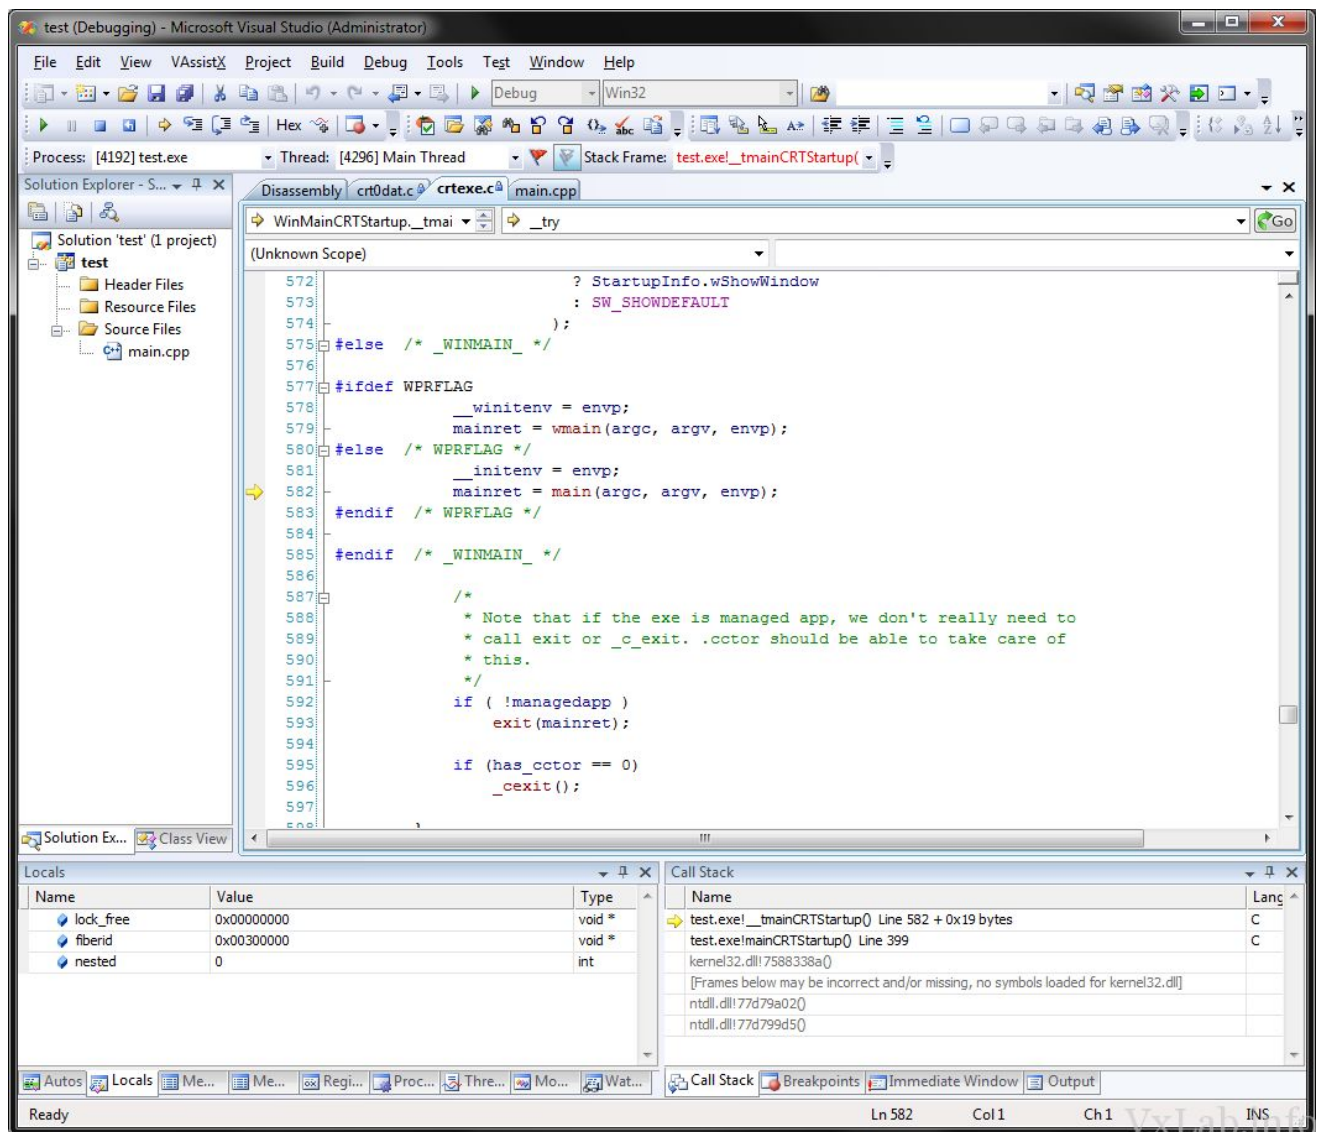 test (Debugging) - Microsoft Visual Studio (Administrator)
File Edit View VAssistX Project Build Debug Tools Test Window Help
Debug Win32
Hex
Process: [4192] test.exe Thread: [4296] Main Thread Stack Frame: test.exe!__tmainCRTStartup(
Solution Explorer - S...
Disassembly crt0dat.c crtexe.c main.cpp
WinMainCRTStartup.__tmai __try Go
(Unknown Scope)
Solution 'test' (1 project)
test
Header Files
Resource Files
Source Files
main.cpp
572 ? StartupInfo.wShowWindow
573 : SW_SHOWDEFAULT
574 );
575 #else /* _WINMAIN_ */
576
577 #ifdef WPRFLAG
578 __winitenv = envp;
579 mainret = wmain(argc, argv, envp);
580 #else /* WPRFLAG */
581 __initenv = envp;
582 mainret = main(argc, argv, envp);
583 #endif /* WPRFLAG */
584
585 #endif /* _WINMAIN_ */
586
587 /*
588 * Note that if the exe is managed app, we don't really need to
589 * call exit or _c_exit. .cctor should be able to take care of
590 * this.
591 */
592 if ( !managedapp )
593 exit(mainret);
594
595 if (has_cctor == 0)
596 _cexit();
597
598 }
Solution Ex... Class View
Locals
Name Value Type
lock_free 0x00000000 void *
fiberid 0x00300000 void *
nested 0 int
Autos Locals Me... Me... Regi... Proc... Thre... Mo... Wat...
Call Stack
Name Lang
test.exe!__tmainCRTStartup() Line 582 + 0x19 bytes C
test.exe!mainCRTStartup() Line 399 C
kernel32.dll!7588338a()
[Frames below may be incorrect and/or missing, no symbols loaded for kernel32.dll]
ntdll.dll!77d79a02()
ntdll.dll!77d799d5()
Call Stack Breakpoints Immediate Window Output
Ready Ln 582 Col 1 Ch 1 INS
VxLab.info